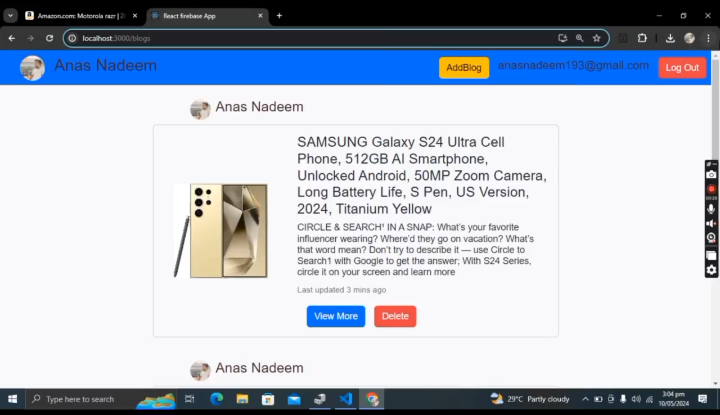 Amazon.com: Motorola razr | 2
React firebase App
localhost:3000/blogs
Anas Nadeem
AddBlog
anasnadeem193@gmail.com
Log Out
Anas Nadeem
SAMSUNG Galaxy S24 Ultra Cell
Phone, 512GB AI Smartphone,
Unlocked Android, 50MP Zoom Camera,
Long Battery Life, S Pen, US Version,
2024, Titanium Yellow
CIRCLE & SEARCH¹ IN A SNAP: What's your favorite
influencer wearing? Where'd they go on vacation? What's
that word mean? Don't try to describe it — use Circle to
Search1 with Google to get the answer; With S24 Series,
circle it on your screen and learn more
Last updated 3 mins ago
View More
Delete
Anas Nadeem
Type here to search
29°C Partly cloudy
3:04 pm
10/05/2024